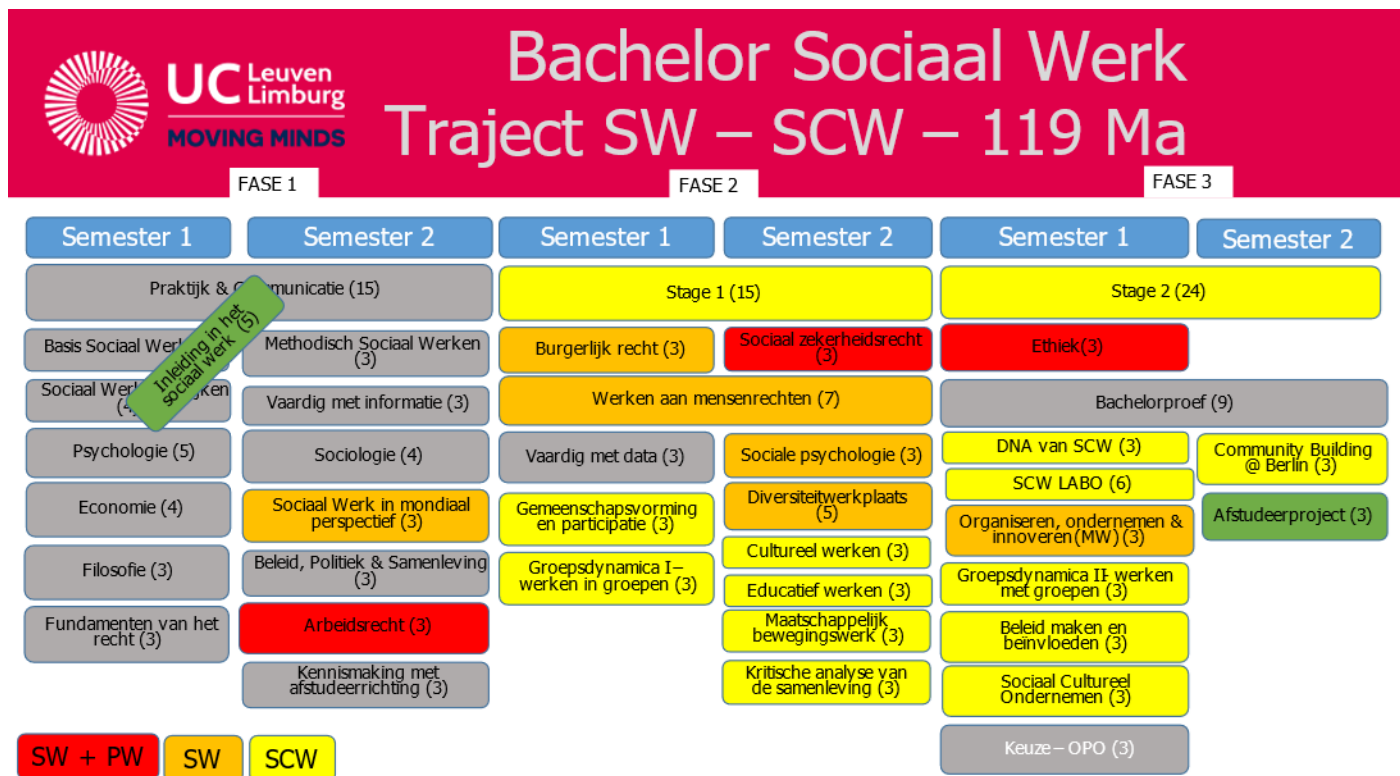 UC Leuven
Limburg
MOVING MINDS
Bachelor Sociaal Werk
Traject SW – SCW – 119 Ma
FASE 1
FASE 2
FASE 3
Semester 1
Semester 2
Semester 1
Semester 2
Semester 1
Semester 2
Praktijk & C mmunicatie (15)
Stage 1 (15)
Stage 2 (24)
Inleiding in het
sociaal werk (5)
Basis Sociaal Wer
Methodisch Sociaal Werken
(3)
Burgerlijk recht (3)
Sociaal zekerheidsrecht
(3)
Ethiek(3)
Sociaal Wer ken
(4
Vaardig met informatie (3)
Werken aan mensenrechten (7)
Bachelorproef (9)
Psychologie (5)
Sociologie (4)
Vaardig met data (3)
Sociale psychologie (3)
DNA van SCW (3)
Community Building
@ Berlin (3)
SCW LABO (6)
Economie (4)
Sociaal Werk in mondiaal
perspectief (3)
Gemeenschapsvorming
en participatie (3)
Diversiteitwerkplaats
(5)
Organiseren, ondernemen &
innoveren(MW) (3)
Afstudeerproject (3)
Filosofie (3)
Beleid, Politiek & Samenleving
(3)
Groepsdynamica I–
werken in groepen (3)
Cultureel werken (3)
Educatief werken (3)
Groepsdynamica II- werken
met groepen (3)
Fundamenten van het
recht (3)
Arbeidsrecht (3)
Maatschappelijk
bewegingswerk (3)
Beleid maken en
beïnvloeden (3)
Kennismaking met
afstudeerrichting (3)
Kritische analyse van
de samenleving (3)
Sociaal Cultureel
Ondernemen (3)
Keuze – OPO (3)
SW + PW
SW
SCW